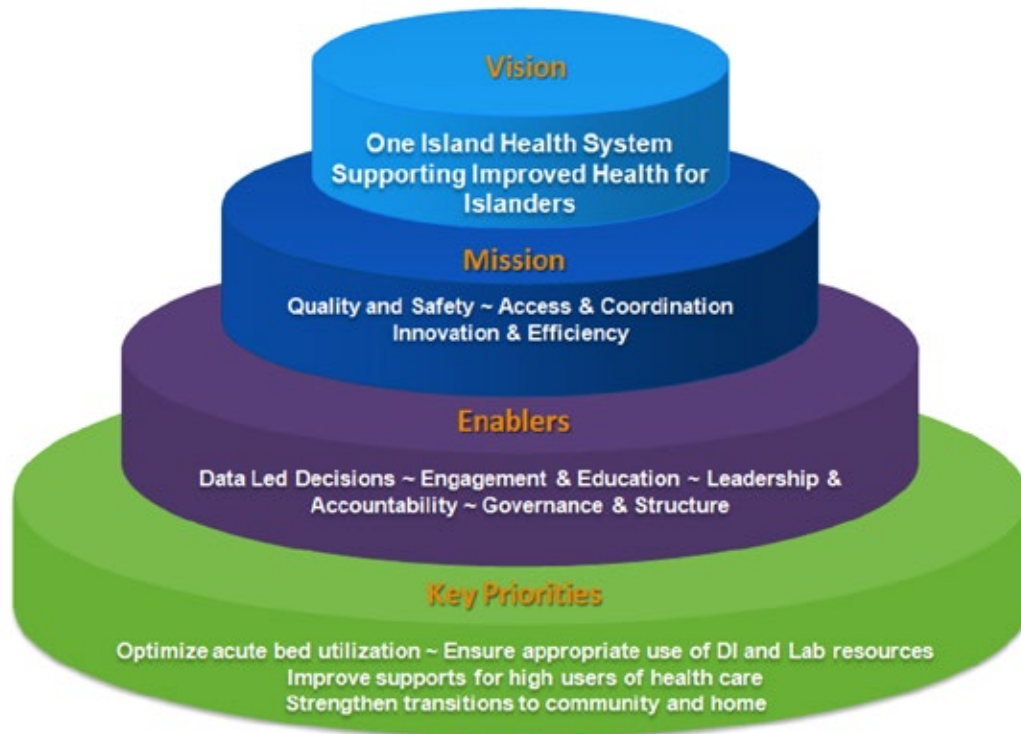 Vision
One Island Health System
Supporting Improved Health for
Islanders
Mission
Quality and Safety ~ Access & Coordination
Innovation & Efficiency
Enablers
Data Led Decisions ~ Engagement & Education ~ Leadership &
Accountability ~ Governance & Structure
Key Priorities
Optimize acute bed utilization ~ Ensure appropriate use of DI and Lab resources
Improve supports for high users of health care
Strengthen transitions to community and home